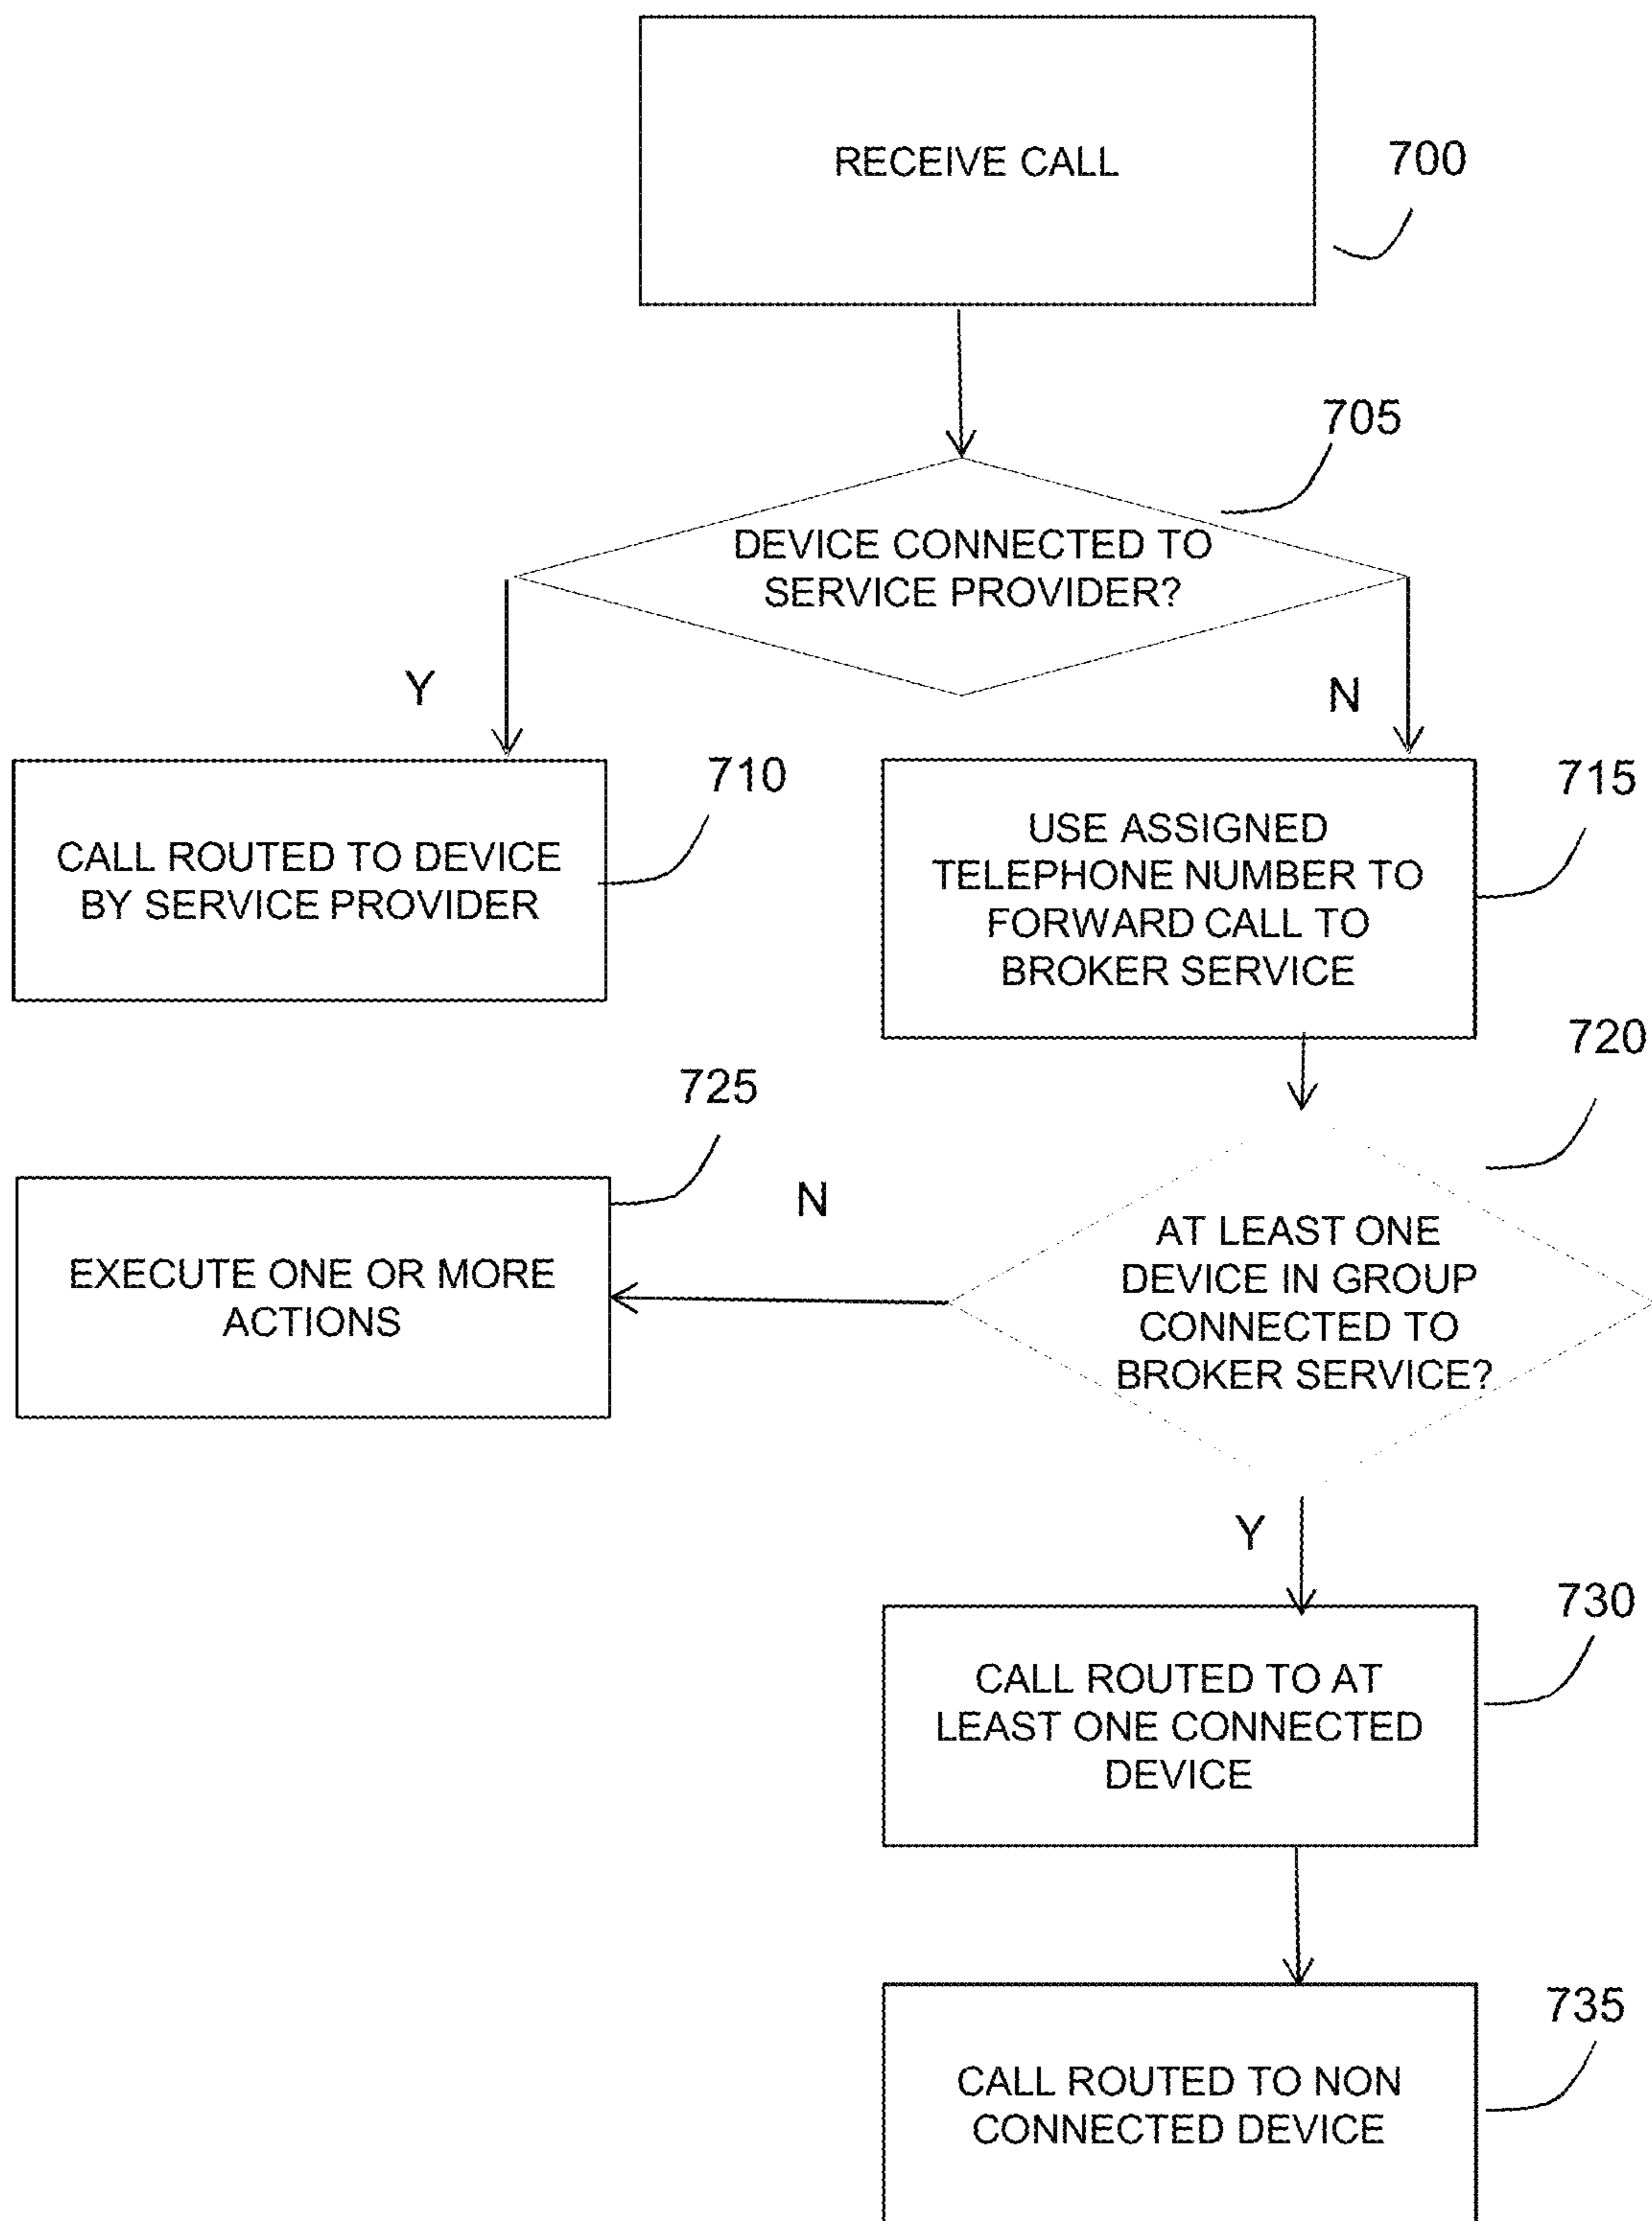 RECEIVE CALL
700
705
DEVICE CONNECTED TO
SERVICE PROVIDER?
Y
N
710
CALL ROUTED TO DEVICE
BY SERVICE PROVIDER
715
USE ASSIGNED
TELEPHONE NUMBER TO
FORWARD CALL TO
BROKER SERVICE
720
725
N
EXECUTE ONE OR MORE
ACTIONS
AT LEAST ONE
DEVICE IN GROUP
CONNECTED TO
BROKER SERVICE?
Y
730
CALL ROUTED TO AT
LEAST ONE CONNECTED
DEVICE
735
CALL ROUTED TO NON
CONNECTED DEVICE